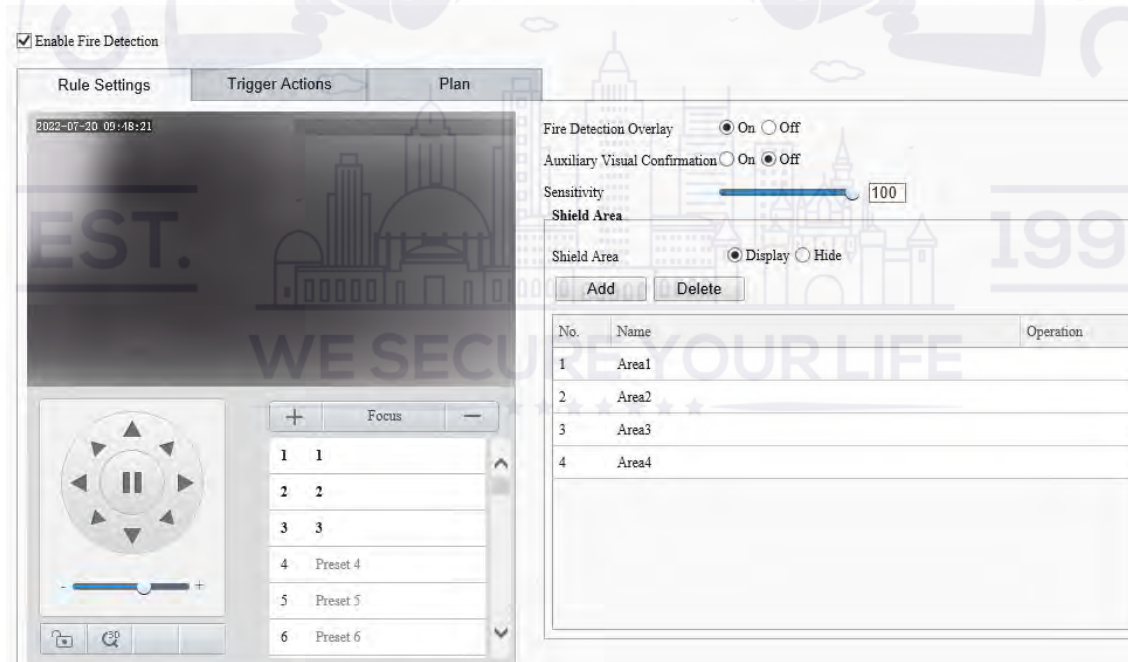 Enable Fire Detection
Rule Settings
Trigger Actions
Plan
2022-07-20 09:48:21
Fire Detection Overlay On Off
Auxiliary Visual Confirmation On Off
Sensitivity 100
Shield Area
Shield Area Display Hide
Add Delete
No. Name Operation
1 Area1
2 Area2
3 Area3
4 Area4
+ Focus −
1 1
2 2
3 3
4 Preset 4
5 Preset 5
6 Preset 6
- +
3D
EST.
199
WE SECURE YOUR LIFE